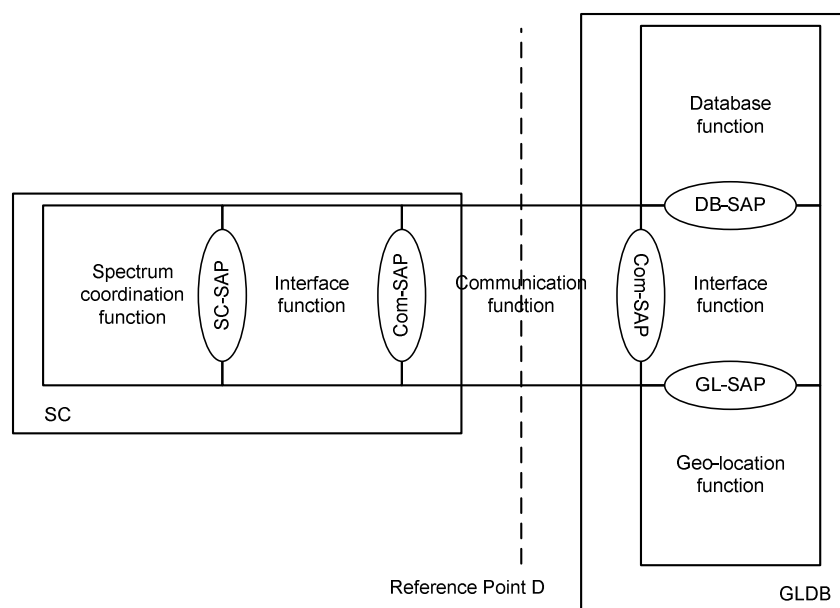 Database
function
DB-SAP
Spectrum
coordination
function
SC-SAP
Interface
function
Com-SAP
Communication
function
Com-SAP
Interface
function
GL-SAP
SC
Geo-location
function
Reference Point D
GLDB